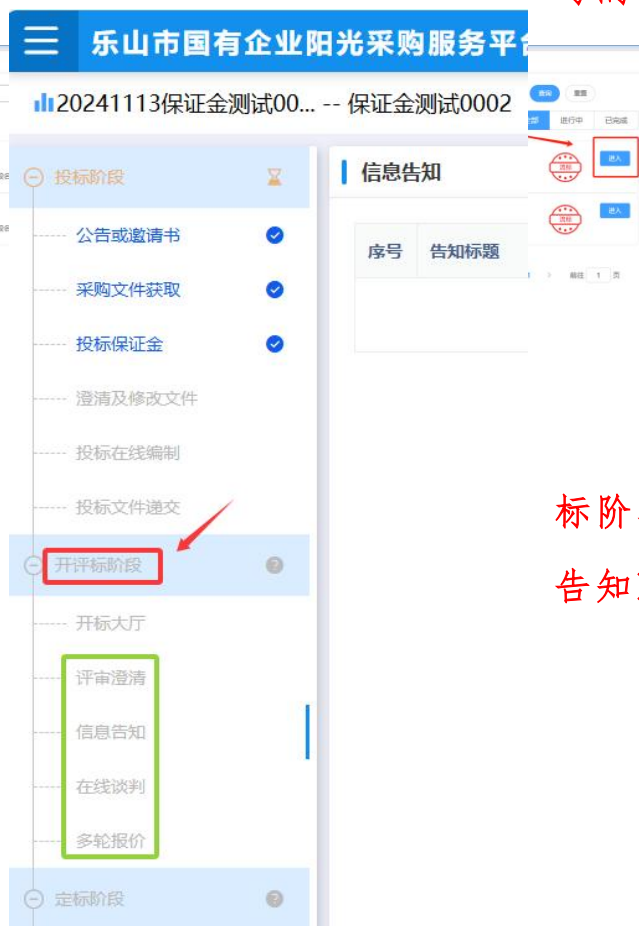 乐山市国有企业阳光采购服务平
20241113保证金测试00... -- 保证金测试0002
查询 重置
进行中 已完成
投标阶段
信息告知
流标 进入
公告或邀请书
序号 告知标题
流标 进入
采购文件获取
前往 1 页
投标保证金
澄清及修改文件
投标在线编制
投标文件递交
标阶
告知
开评标阶段
开标大厅
评审澄清
信息告知
在线谈判
多轮报价
定标阶段